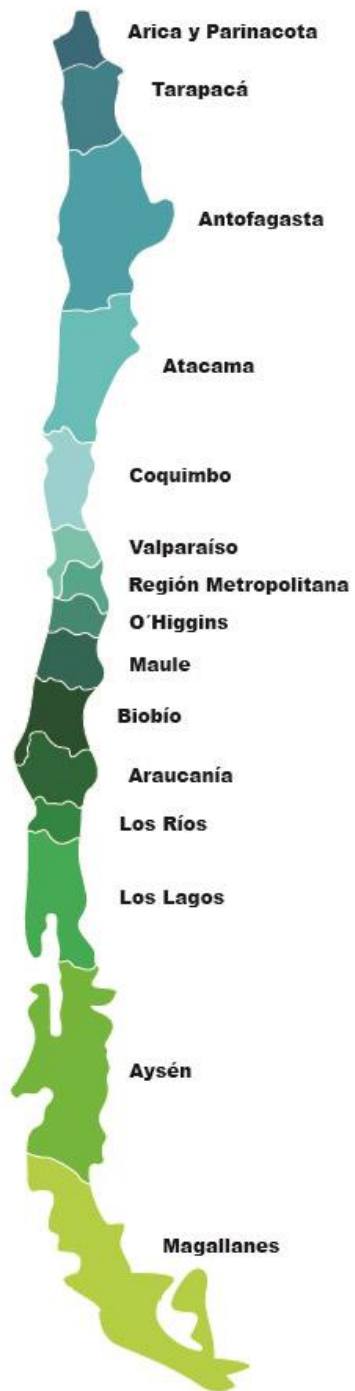 Arica y Parinacota
Tarapacá
Antofagasta
Atacama
Coquimbo
Valparaíso
Región Metropolitana
O´Higgins
Maule
Biobío
Araucanía
Los Ríos
Los Lagos
Aysén
Magallanes